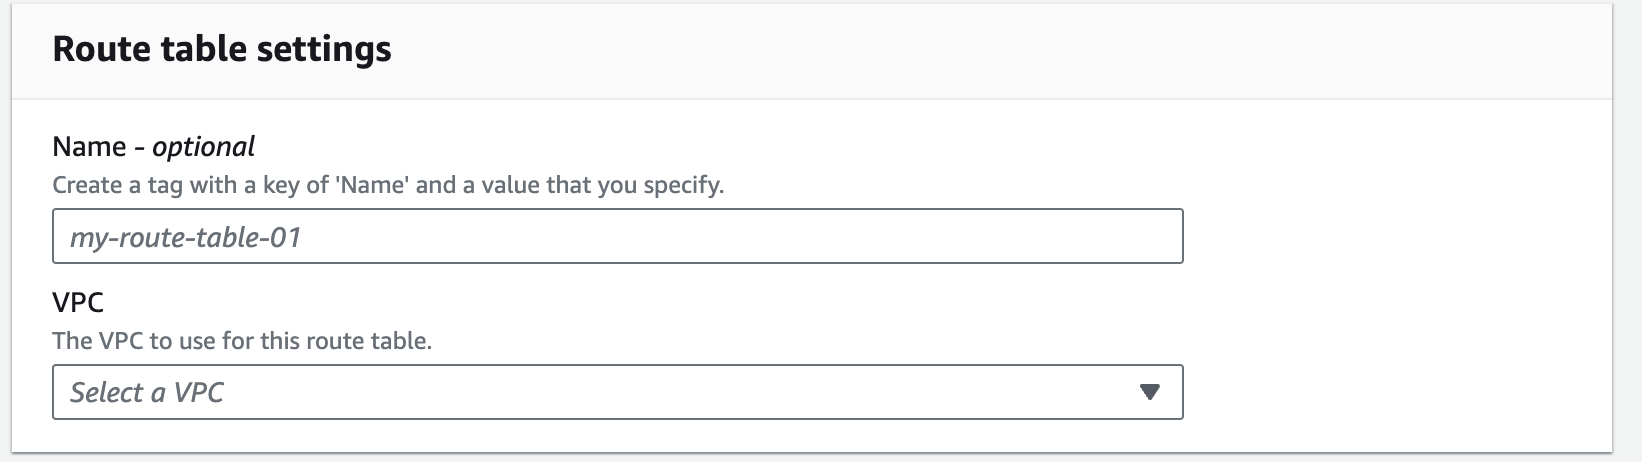 Route table settings
Name - optional
Create a tag with a key of 'Name' and a value that you specify.
my-route-table-01
VPC
The VPC to use for this route table.
Select a VPC